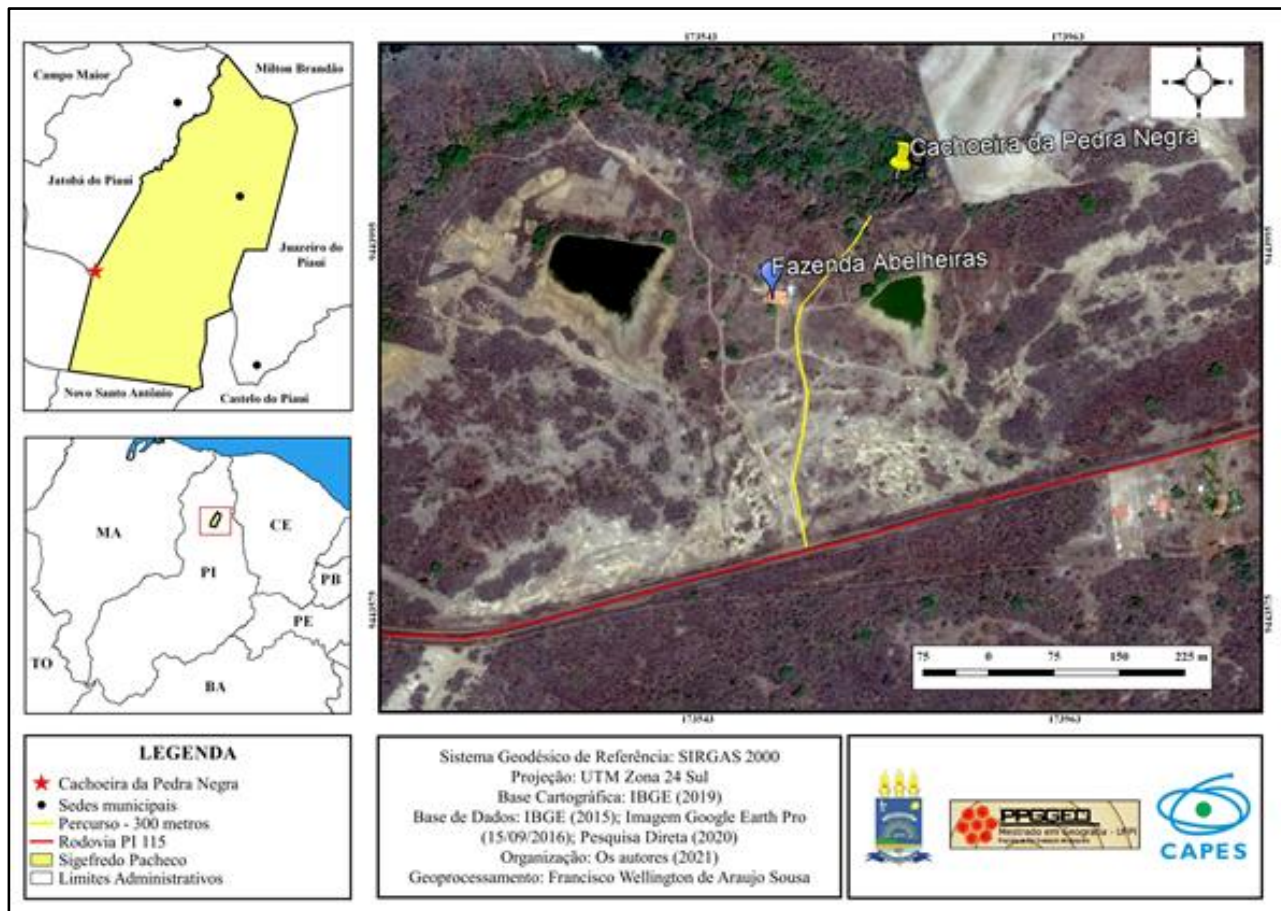 Campo Maior
Milton Brandão
Jatobá do Piauí
Juazeiro do
Piauí
Novo Santo Antônio
Castelo do Piauí
MA
CE
PI
PB
PE
TO
BA
173543
173963
Cachoeira da Pedra Negra
Fazenda Abelheiras
75 0 75 150 225 m
173543
173963
LEGENDA
Cachoeira da Pedra Negra
Sedes municipais
Percurso - 300 metros
Rodovia PI 115
Sigefredo Pacheco
Limites Administrativos
Sistema Geodésico de Referência: SIRGAS 2000
Projeção: UTM Zona 24 Sul
Base Cartográfica: IBGE (2019)
Base de Dados: IBGE (2015); Imagem Google Earth Pro
(15/09/2016); Pesquisa Direta (2020)
Organização: Os autores (2021)
Geoprocessamento: Francisco Wellington de Araujo Sousa
PPGGEO
Mestrado em Geografia - UFPI
CAPES